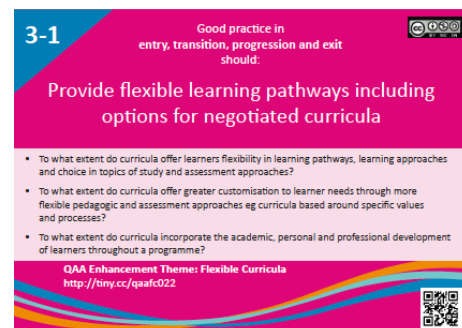 3-1
Good practice in
entry, transition, progression and exit
should:
Provide flexible learning pathways including
options for negotiated curricula
• To what extent do curricula offer learners flexibility in learning pathways, learning approaches
and choice in topics of study and assessment approaches?
• To what extent do curricula offer greater customisation to learner needs through more
flexible pedagogic and assessment approaches eg curricula based around specific values
and processes?
• To what extent do curricula incorporate the academic, personal and professional development
of learners throughout a programme?
QAA Enhancement Theme: Flexible Curricula
http://tiny.cc/qaafc022